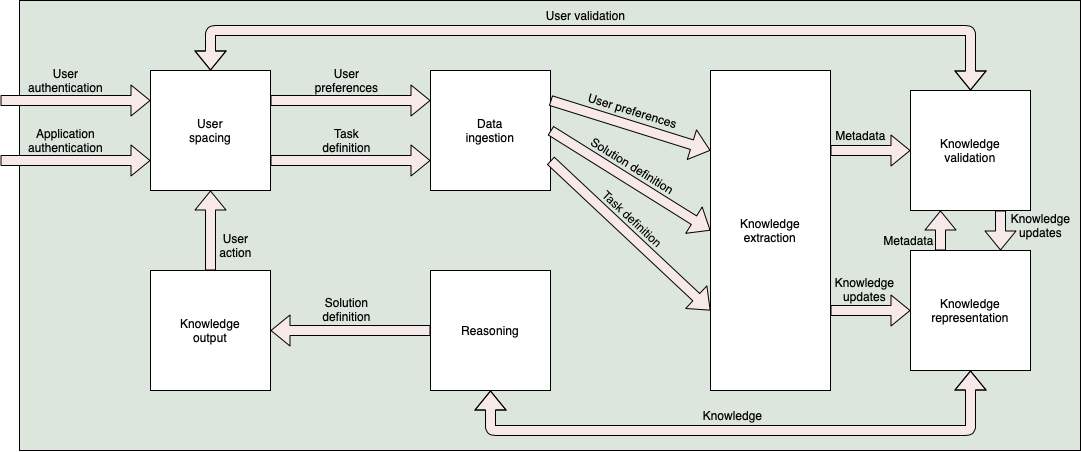 User validation
User
authentication
User
preferences
User preferences
Application
authentication
Task
definition
User
spacing
Data
ingestion
Solution definition
Task definition
Metadata
Knowledge
validation
Knowledge
extraction
User
action
Metadata
Knowledge
updates
Knowledge
updates
Knowledge
output
Solution
definition
Reasoning
Knowledge
representation
Knowledge